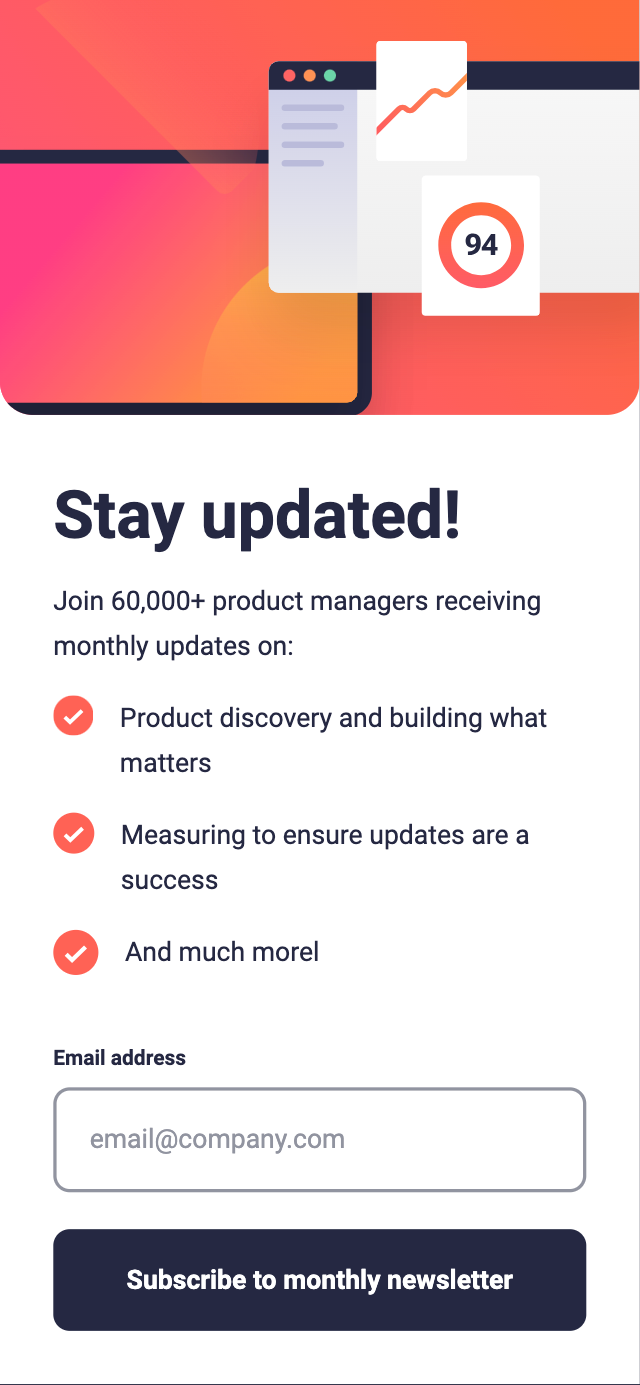 94
Stay updated!
Join 60,000+ product managers receiving
monthly updates on:
Product discovery and building what
matters
Measuring to ensure updates are a
success
And much morel
Email address
email@company.com
Subscribe to monthly newsletter